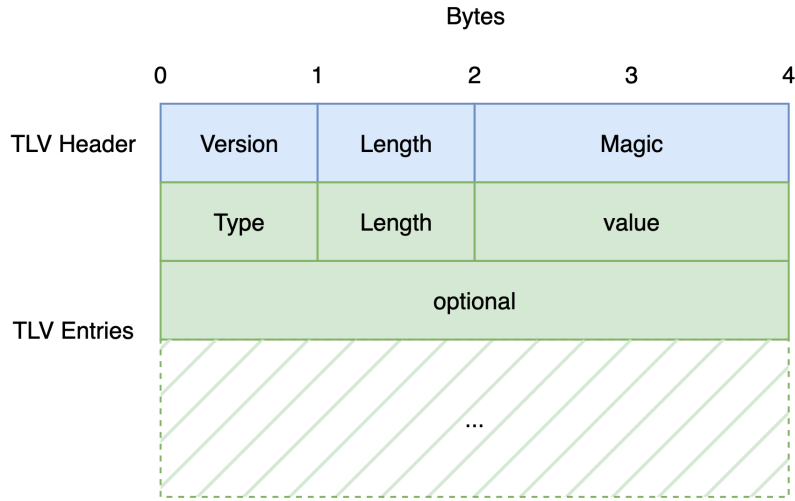 Bytes
0 1 2 3 4
TLV Header Version Length Magic
Type Length value
optional
TLV Entries
...